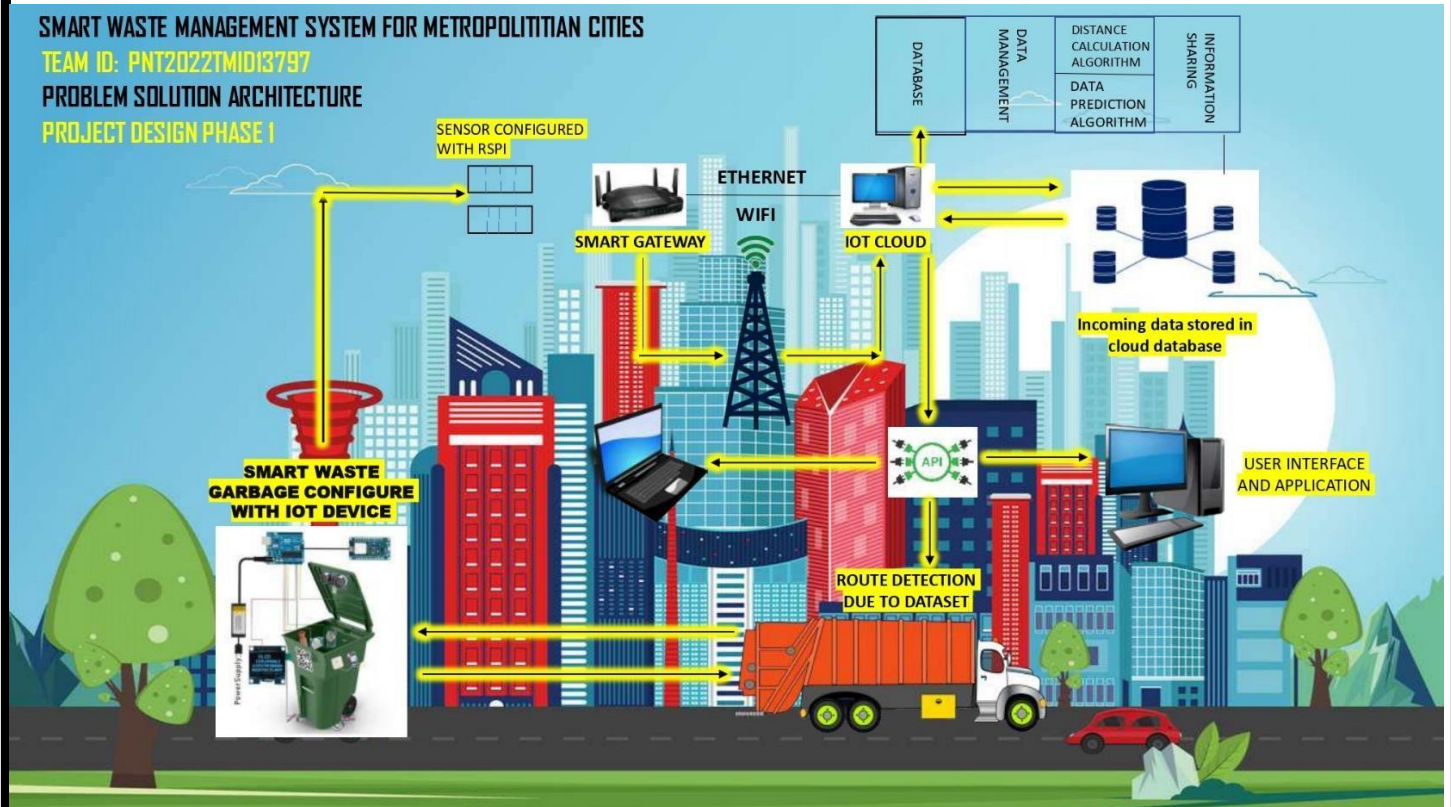 SMART WASTE MANAGEMENT SYSTEM FOR METROPOLITITIAN CITIES
TEAM ID: PNT2022TMID13797
PROBLEM SOLUTION ARCHITECTURE
PROJECT DESIGN PHASE 1
DATABASE
DATA
MANAGEMENT
DISTANCE
CALCULATION
ALGORITHM
DATA
PREDICTION
ALGORITHM
INFORMATION
SHARING
SENSOR CONFIGURED
WITH RSPI
ETHERNET
WIFI
SMART GATEWAY
IOT CLOUD
Incoming data stored in
cloud database
API
USER INTERFACE
AND APPLICATION
SMART WASTE
GARBAGE CONFIGURE
WITH IOT DEVICE
ROUTE DETECTION
DUE TO DATASET
PowerSupply